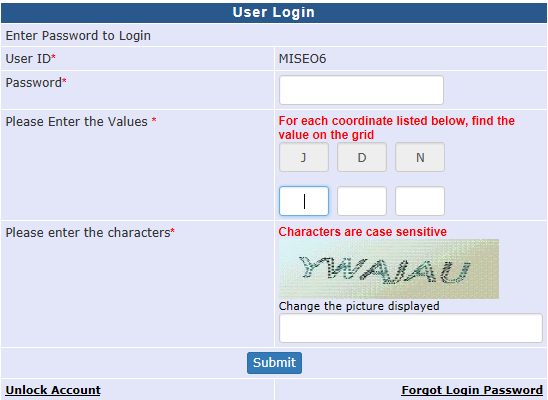 User Login
Enter Password to Login
User ID* MISEO6
Password*
Please Enter the Values * For each coordinate listed below, find the
value on the grid
J D N
Please enter the characters* Characters are case sensitive
YWAJAU
Change the picture displayed
Submit
Unlock Account Forgot Login Password